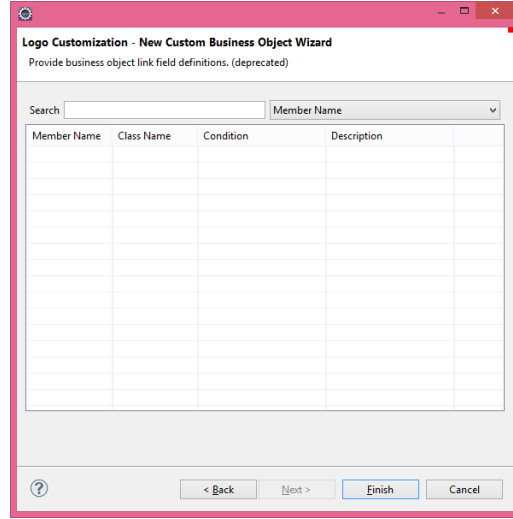 Logo Customization - New Custom Business Object Wizard
Provide business object link field definitions. (deprecated)
Search Member Name
Member Name Class Name Condition Description
? < Back Next > Finish Cancel